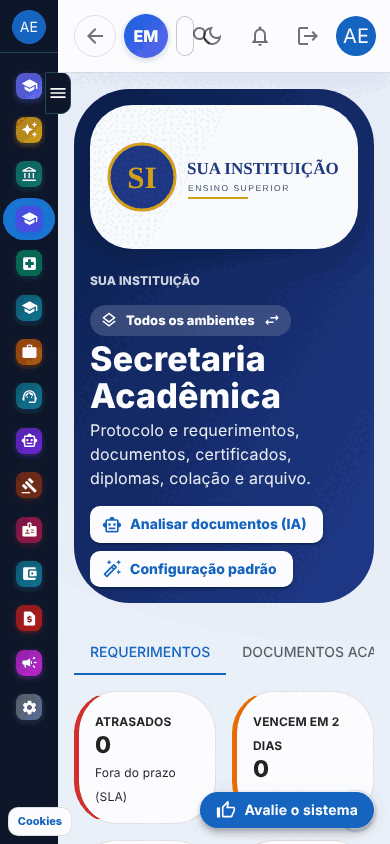 AE
EM
AE
SI
SUA INSTITUIÇÃO
ENSINO SUPERIOR
SUA INSTITUIÇÃO
Todos os ambientes
Secretaria
Acadêmica
Protocolo e requerimentos,
documentos, certificados,
diplomas, colação e arquivo.
Analisar documentos (IA)
Configuração padrão
REQUERIMENTOS
DOCUMENTOS ACA
ATRASADOS
0
Fora do prazo
(SLA)
VENCEM EM 2
DIAS
0
Avalie o sistema
Cookies